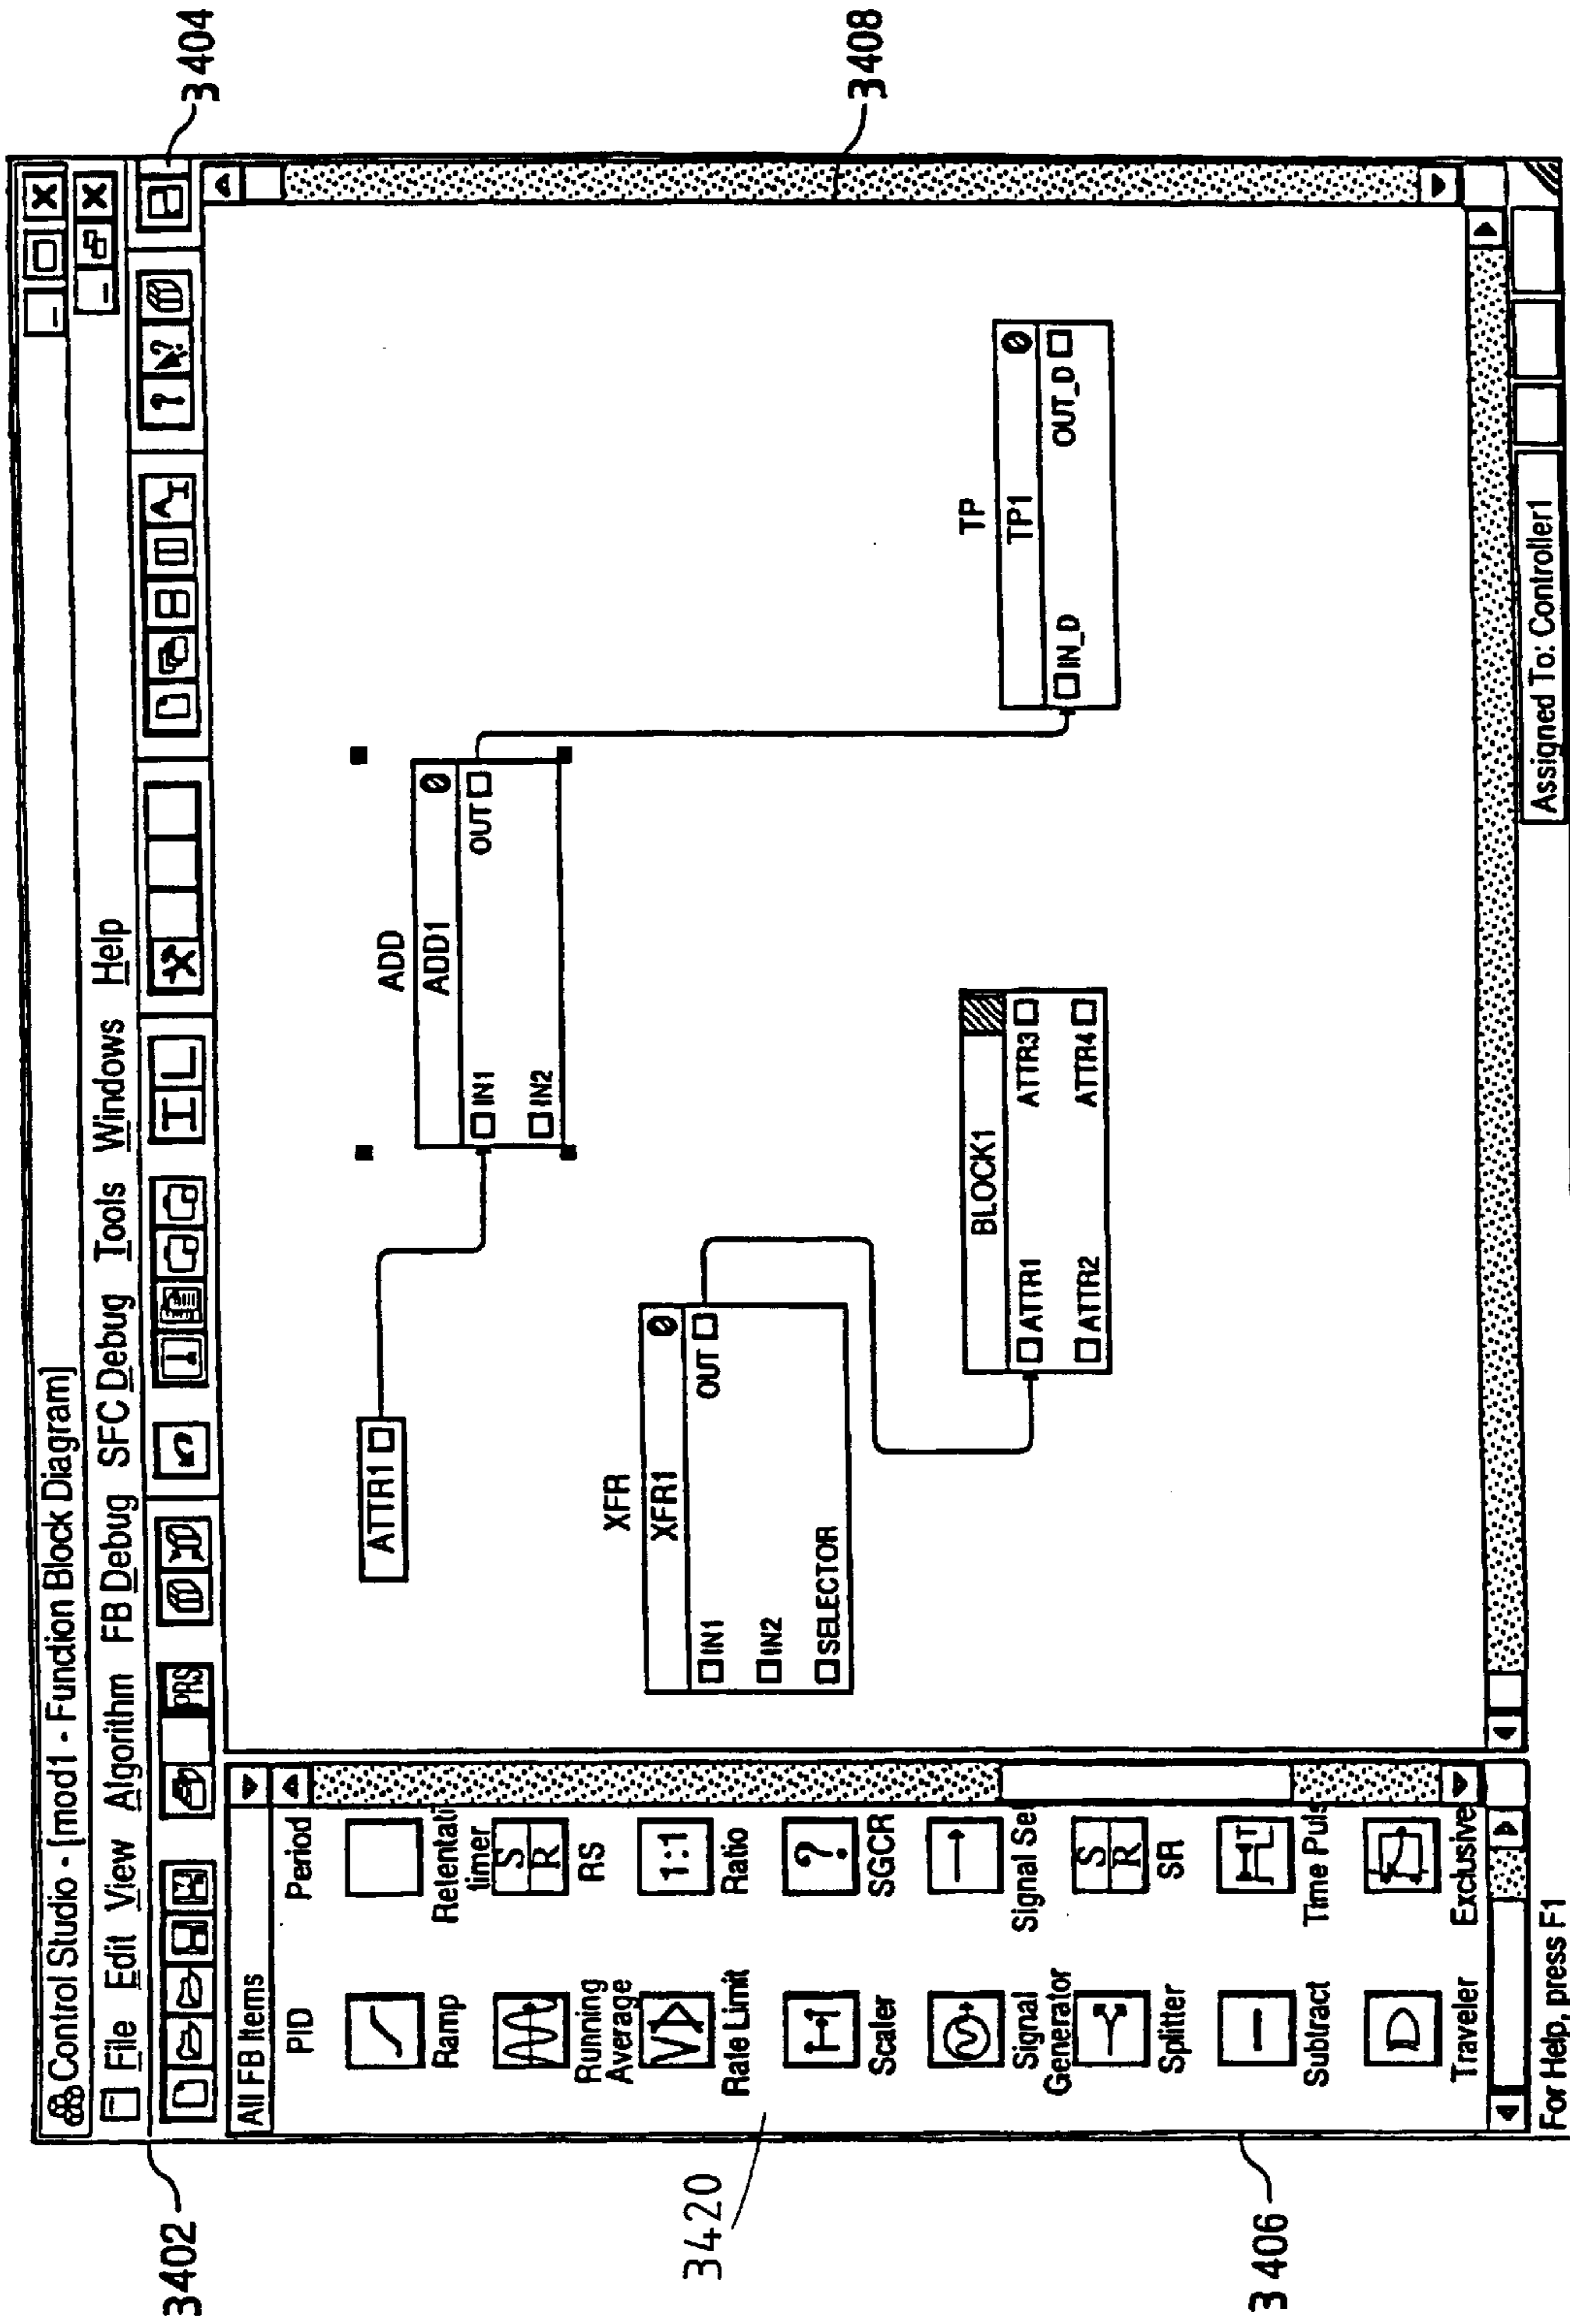 Control Studio - [mod1 - Function Block Diagram]
File Edit View Algorithm FB Debug SFC Debug Tools Windows Help
PRS
?
?
A
3402
3404
All FB Items
PID
Period
Ramp
Retentati
timer
S
R
Running
Average
RS
1:1
Rate Limit
Ratio
?
Scaler
SGCR
Signal
Generator
Signal Se
S
R
Splitter
SR
Subtract
Time Puls
Traveler
Exclusive
3420
3406
ATTR1
ADD
ADD1
IN1
OUT
IN2
XFR
XFR1
IN1
OUT
IN2
SELECTOR
BLOCK1
ATTR1
ATTR3
ATTR2
ATTR4
TP
TP1
IN_D
OUT_D
3408
For Help, press F1
Assigned To: Controller1